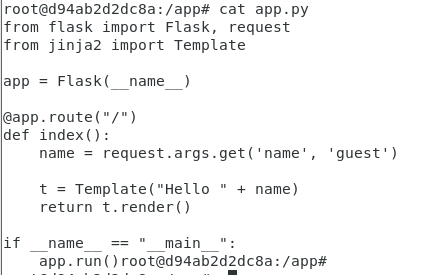 root@d94ab2d2dc8a:/app# cat app.py
from flask import Flask, request
from jinja2 import Template

app = Flask(__name__)

@app.route("/")
def index():
    name = request.args.get('name', 'guest')

    t = Template("Hello " + name)
    return t.render()

if __name__ == "__main__":
    app.run()root@d94ab2d2dc8a:/app#